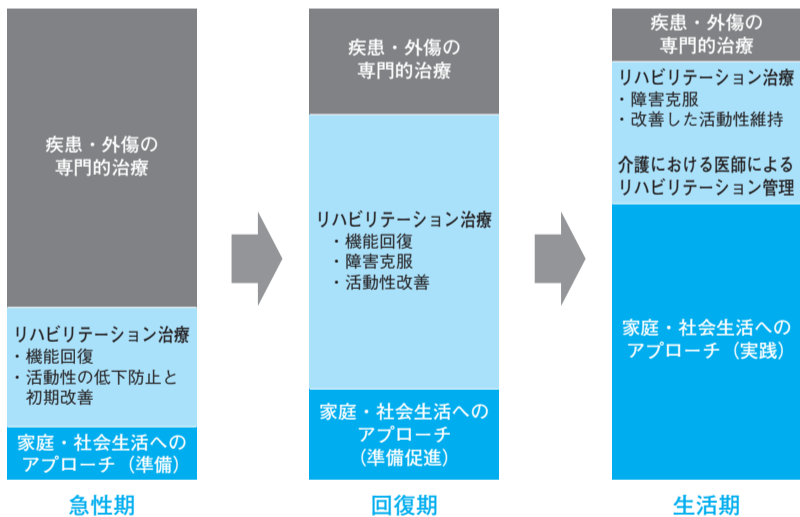 疾患・外傷の
専門的治療
リハビリテーション治療
・機能回復
・活動性の低下防止と
初期改善
家庭・社会生活への
アプローチ（準備）
急性期
疾患・外傷の
専門的治療
リハビリテーション治療
・機能回復
・障害克服
・活動性改善
家庭・社会生活への
アプローチ
（準備促進）
回復期
疾患・外傷の
専門的治療
リハビリテーション治療
・障害克服
・改善した活動性維持
介護における医師による
リハビリテーション管理
家庭・社会生活への
アプローチ（実践）
生活期